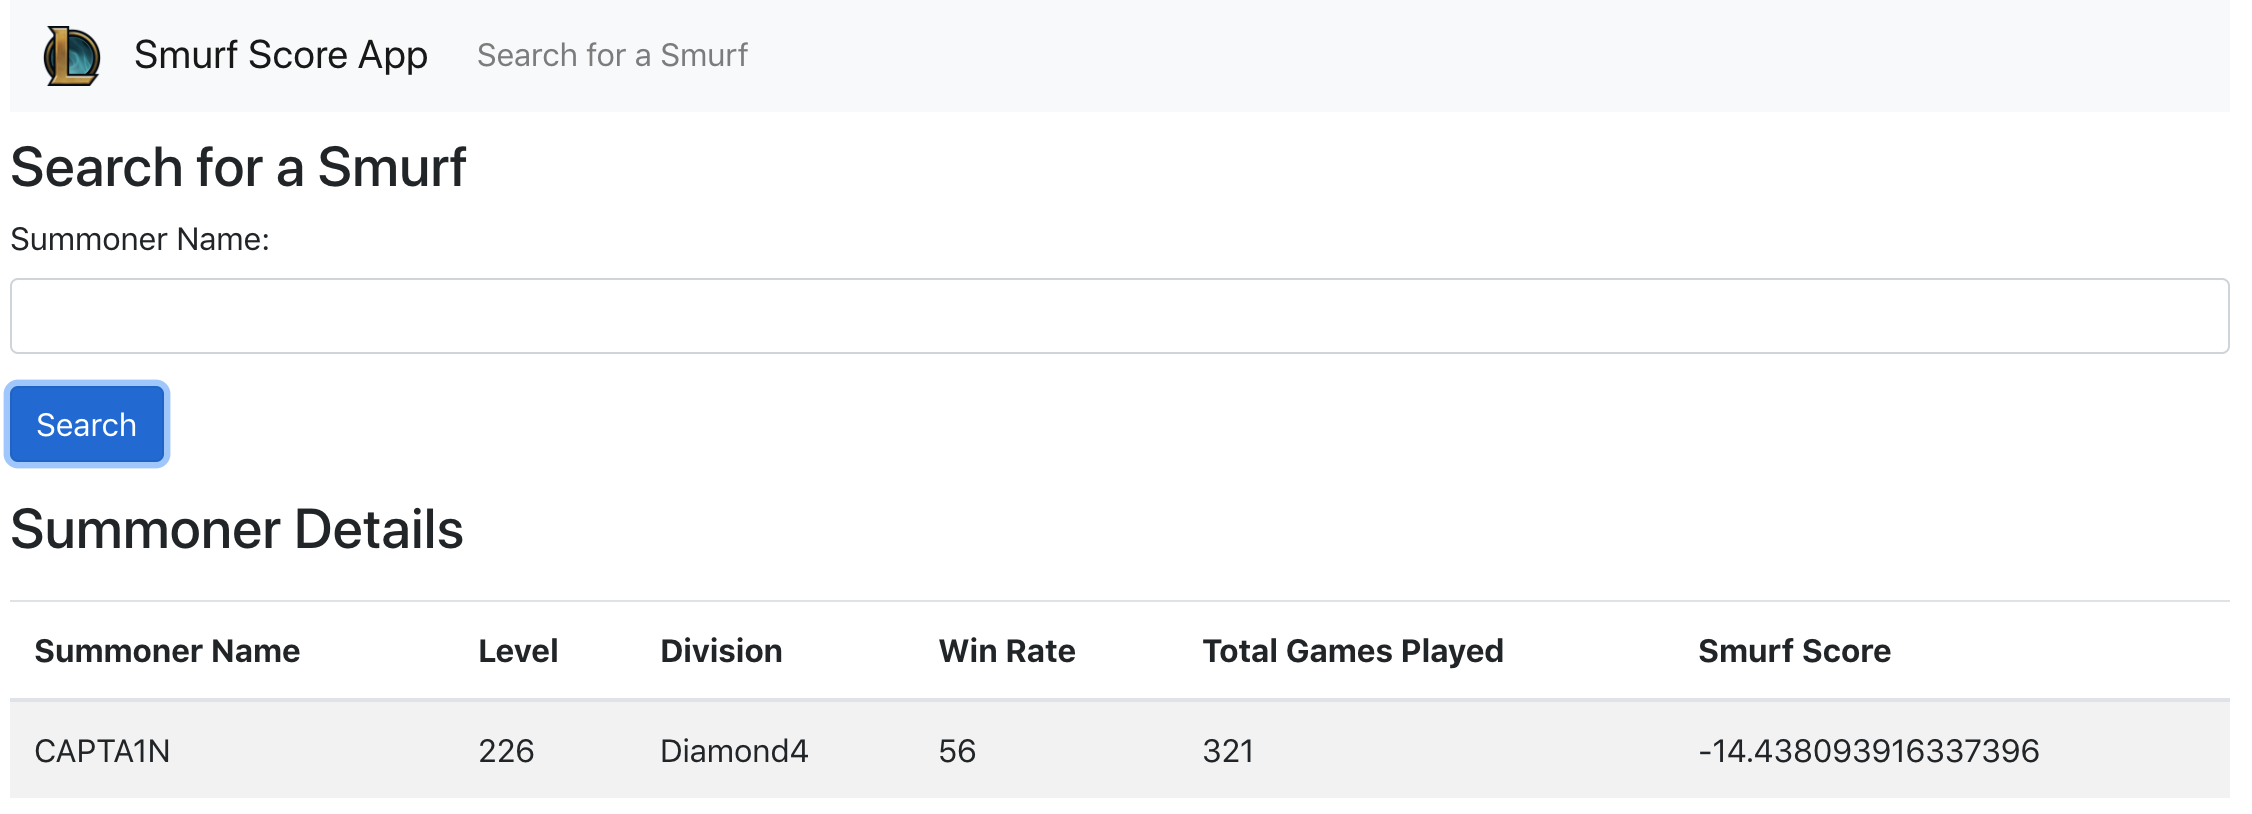 Smurf Score App Search for a Smurf
Search for a Smurf
Summoner Name:
Search
Summoner Details
Summoner Name Level Division Win Rate Total Games Played Smurf Score
CAPTA1N 226 Diamond4 56 321 -14.438093916337396